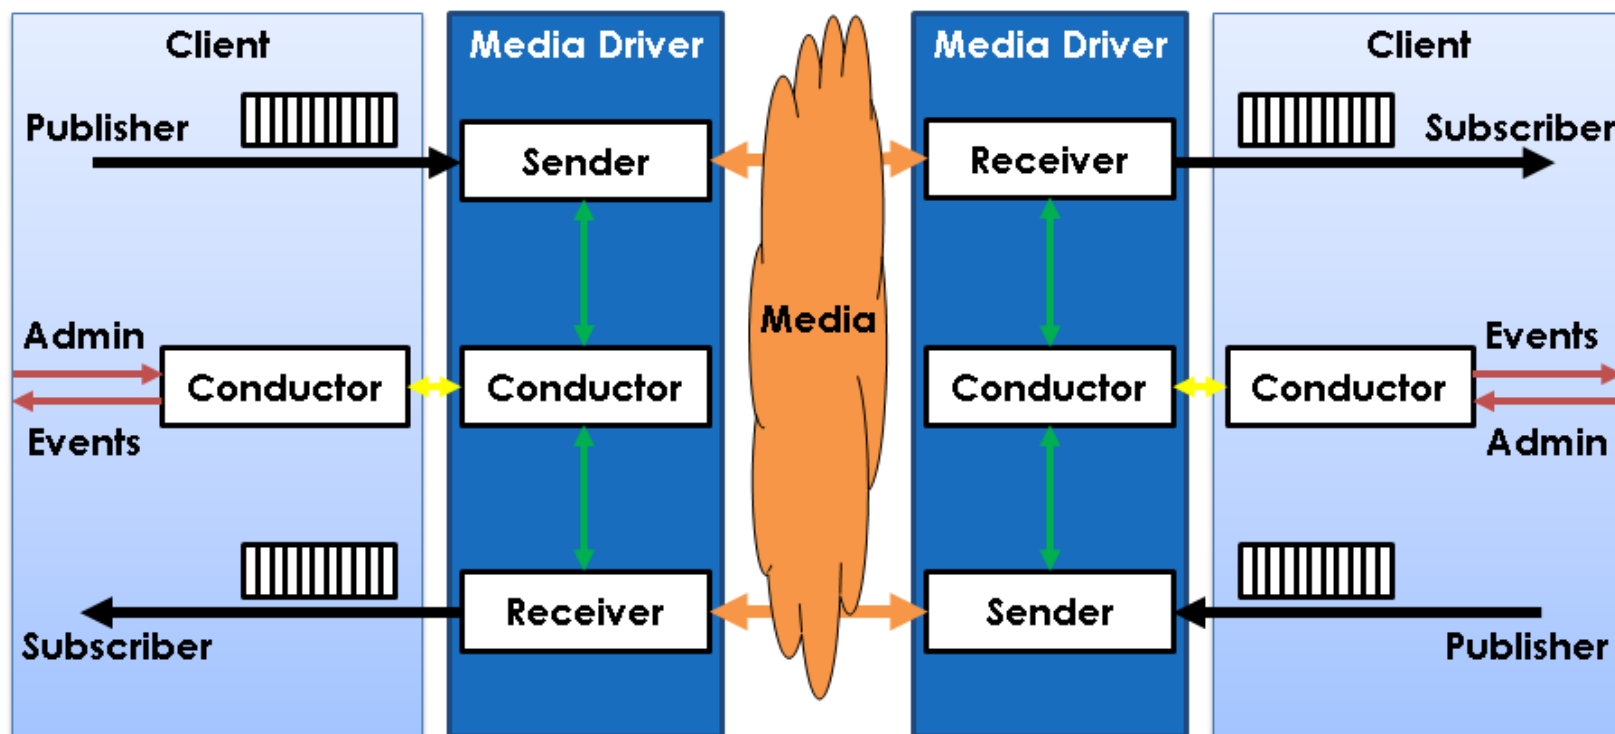 Client
Media Driver
Media Driver
Client
Publisher
Sender
Receiver
Subscriber
Admin
Conductor
Events
Conductor
Media
Conductor
Events
Conductor
Admin
Subscriber
Receiver
Sender
Publisher